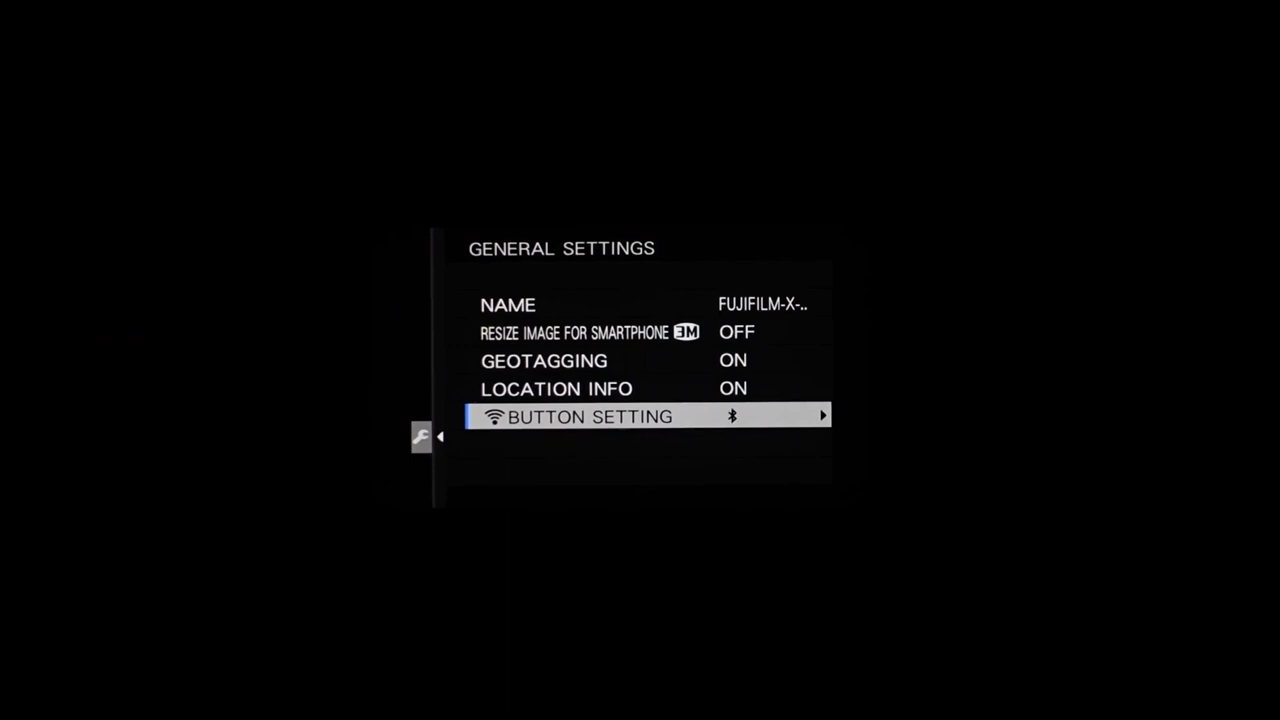 GENERAL SETTINGS
NAME FUJIFILM-X-..
RESIZE IMAGE FOR SMARTPHONE 3M OFF
GEOTAGGING ON
LOCATION INFO ON
BUTTON SETTING